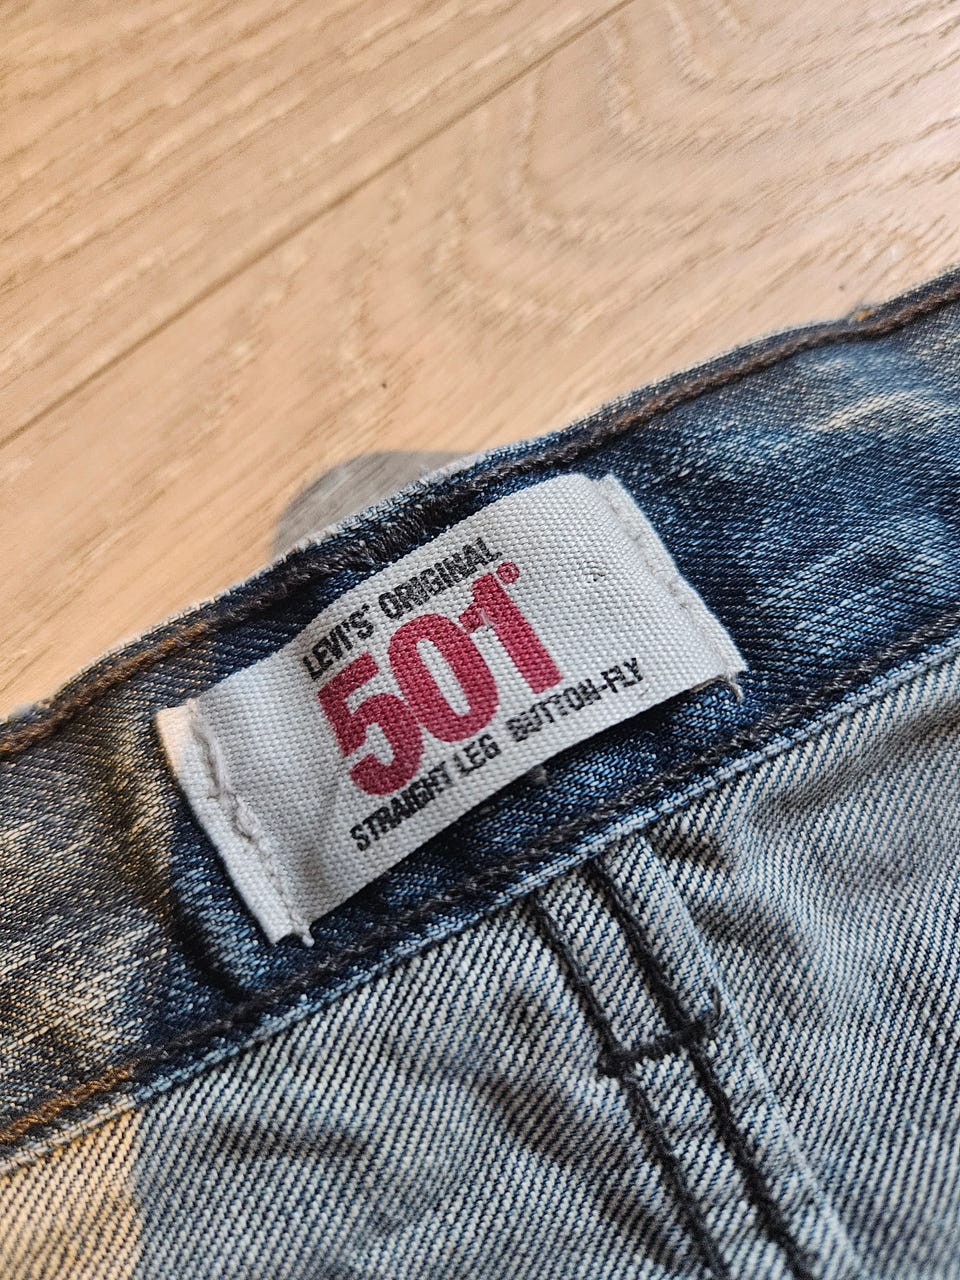 LEVI'S® ORIGINAL
501®
STRAIGHT LEG BUTTON-FLY